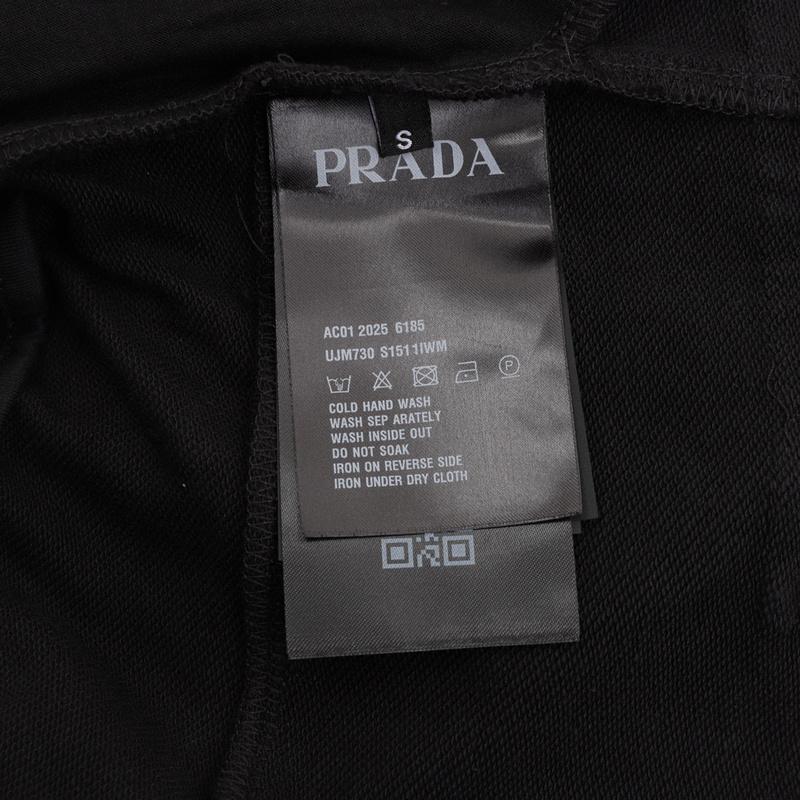 S
PRADA
AC01 2025 6185
UJM730 S1511IWM
P
COLD HAND WASH
WASH SEP ARATELY
WASH INSIDE OUT
DO NOT SOAK
IRON ON REVERSE SIDE
IRON UNDER DRY CLOTH